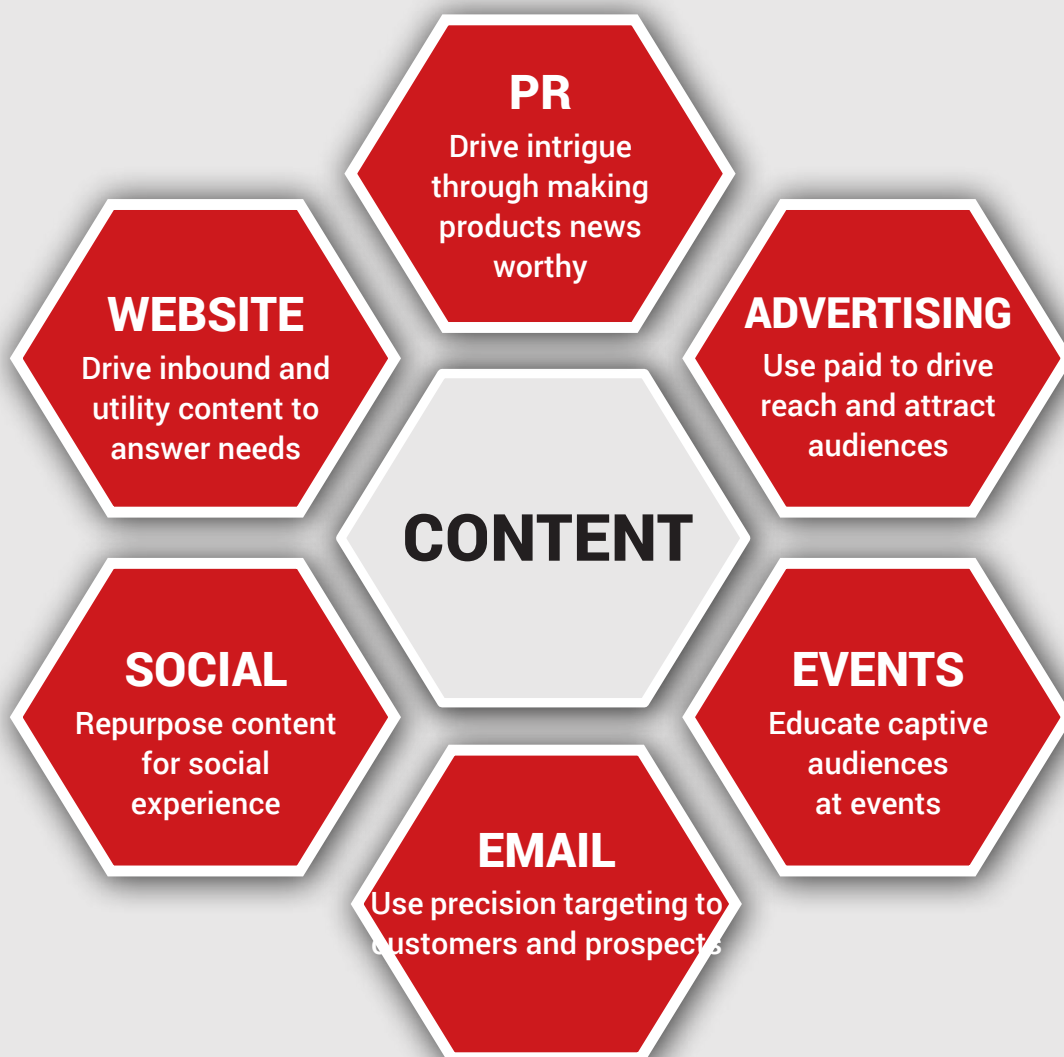 PR
Drive intrigue
through making
products news
worthy
WEBSITE
Drive inbound and
utility content to
answer needs
ADVERTISING
Use paid to drive
reach and attract
audiences
CONTENT
SOCIAL
Repurpose content
for social
experience
EVENTS
Educate captive
audiences
at events
EMAIL
Use precision targeting to
customers and prospects